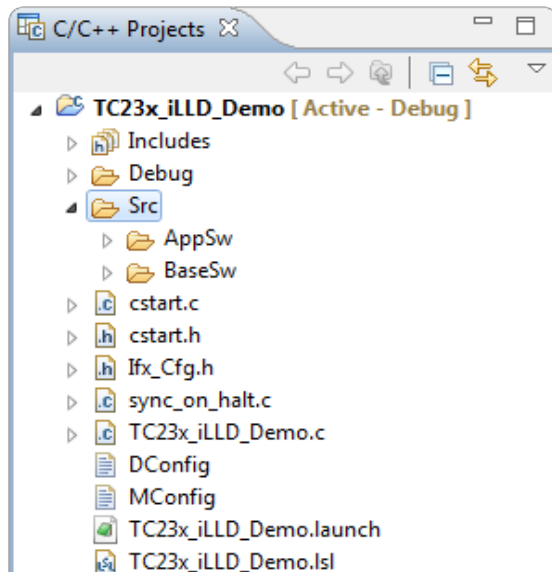 C/C++ Projects
TC23x_iLLD_Demo [ Active - Debug ]
Includes
Debug
Src
AppSw
BaseSw
.c cstart.c
.h cstart.h
.h Ifx_Cfg.h
.c sync_on_halt.c
.c TC23x_iLLD_Demo.c
DConfig
MConfig
TC23x_iLLD_Demo.launch
TC23x_iLLD_Demo.lsl